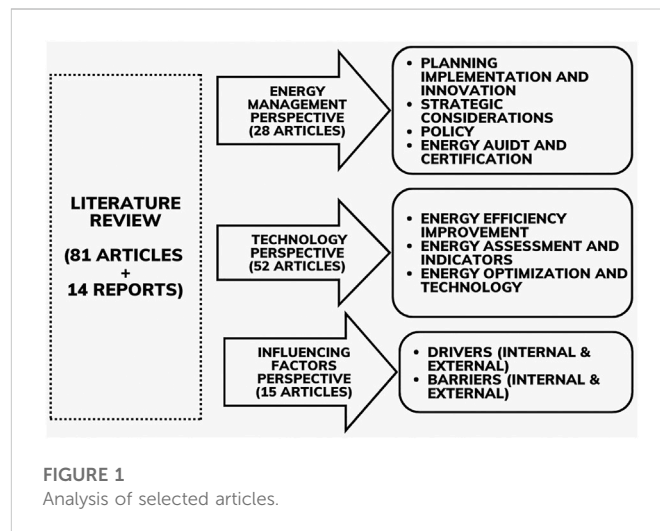 LITERATURE
REVIEW
(81 ARTICLES
+
14 REPORTS)
ENERGY
MANAGEMENT
PERSPECTIVE
(28 ARTICLES)
• PLANNING
IMPLEMENTATION AND
INNOVATION
• STRATEGIC
CONSIDERATIONS
• POLICY
• ENERGY AUIDT AND
CERTIFICATION
TECHNOLOGY
PERSPECTIVE
(52 ARTICLES)
• ENERGY EFFICIENCY
IMPROVEMENT
• ENERGY ASSESSMENT AND
INDICATORS
• ENERGY OPTIMIZATION AND
TECHNOLOGY
INFLUENCING
FACTORS
PERSPECTIVE
(15 ARTICLES)
• DRIVERS (INTERNAL &
EXTERNAL)
• BARRIERS (INTERNAL &
EXTERNAL)
FIGURE 1
Analysis of selected articles.